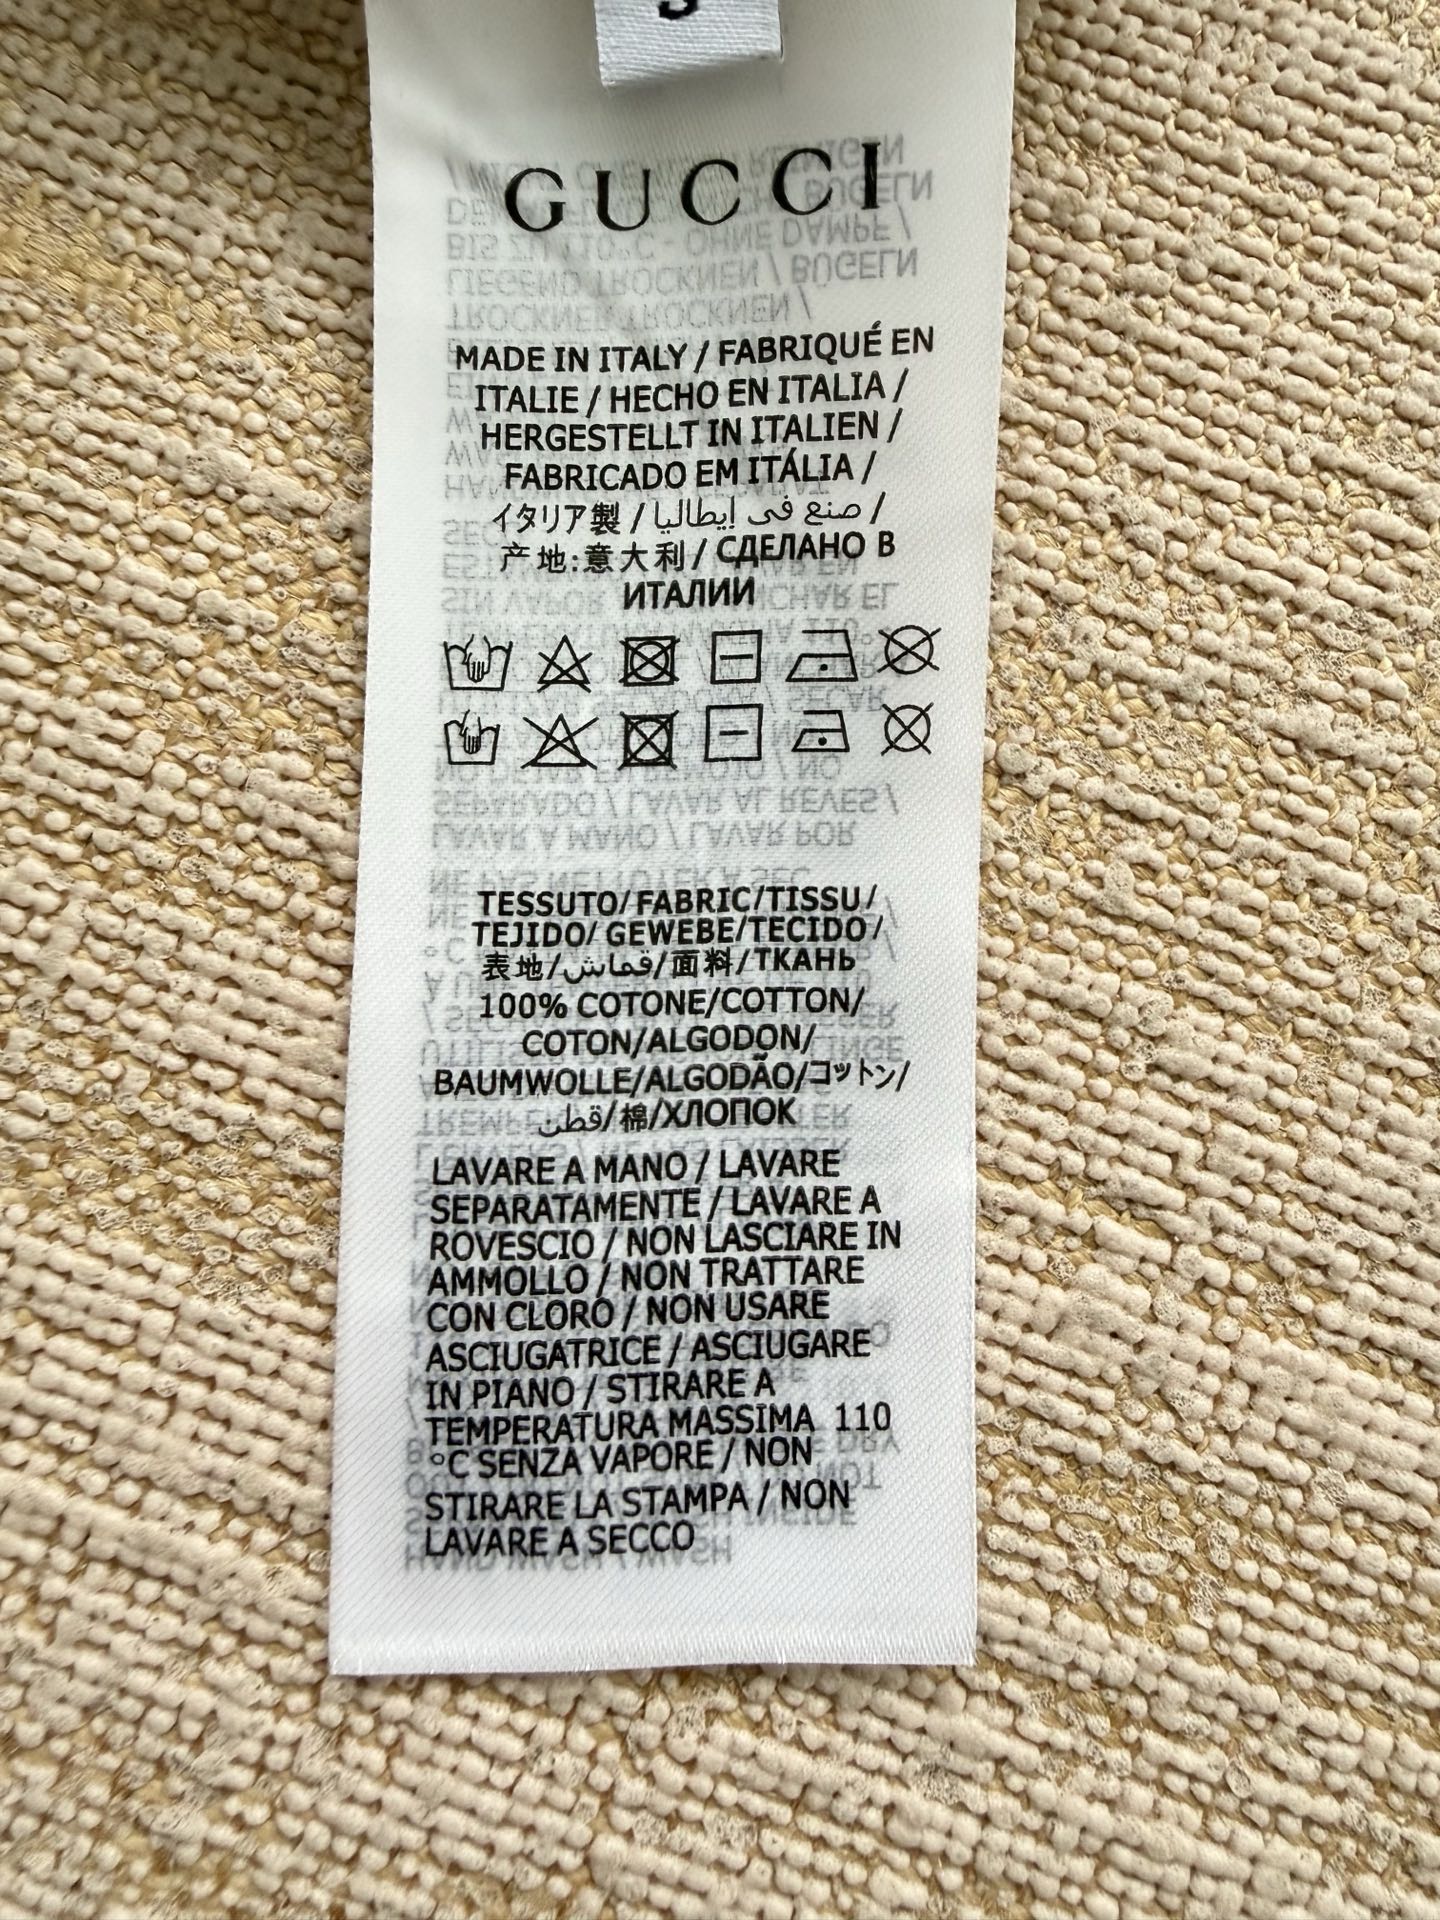 GUCCI
MADE IN ITALY / FABRIQUÉ EN
ITALIE / HECHO EN ITALIA /
HERGESTELLT IN ITALIEN /
FABRICADO EM ITÁLIA /
イタリア製 / صنع في إيطاليا /
产地:意大利 / СДЕЛАНО В
ИТАЛИИ
TESSUTO/FABRIC/TISSU/
TEJIDO/GEWEBE/TECIDO/
表地/قماش/面料/ТКАНЬ
100% COTONE/COTTON/
COTON/ALGODON/
BAUMWOLLE/ALGODÃO/コットン/
قطن/棉/ХЛОПОК
LAVARE A MANO / LAVARE
SEPARATAMENTE / LAVARE A
ROVESCIO / NON LASCIARE IN
AMMOLLO / NON TRATTARE
CON CLORO / NON USARE
ASCIUGATRICE / ASCIUGARE
IN PIANO / STIRARE A
TEMPERATURA MASSIMA 110
°C SENZA VAPORE / NON
STIRARE LA STAMPA / NON
LAVARE A SECCO